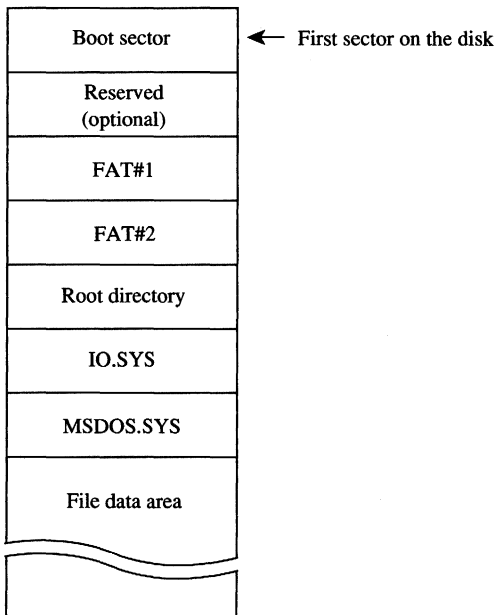 Boot sector
First sector on the disk
Reserved
(optional)
FAT#1
FAT#2
Root directory
IO.SYS
MSDOS.SYS
File data area